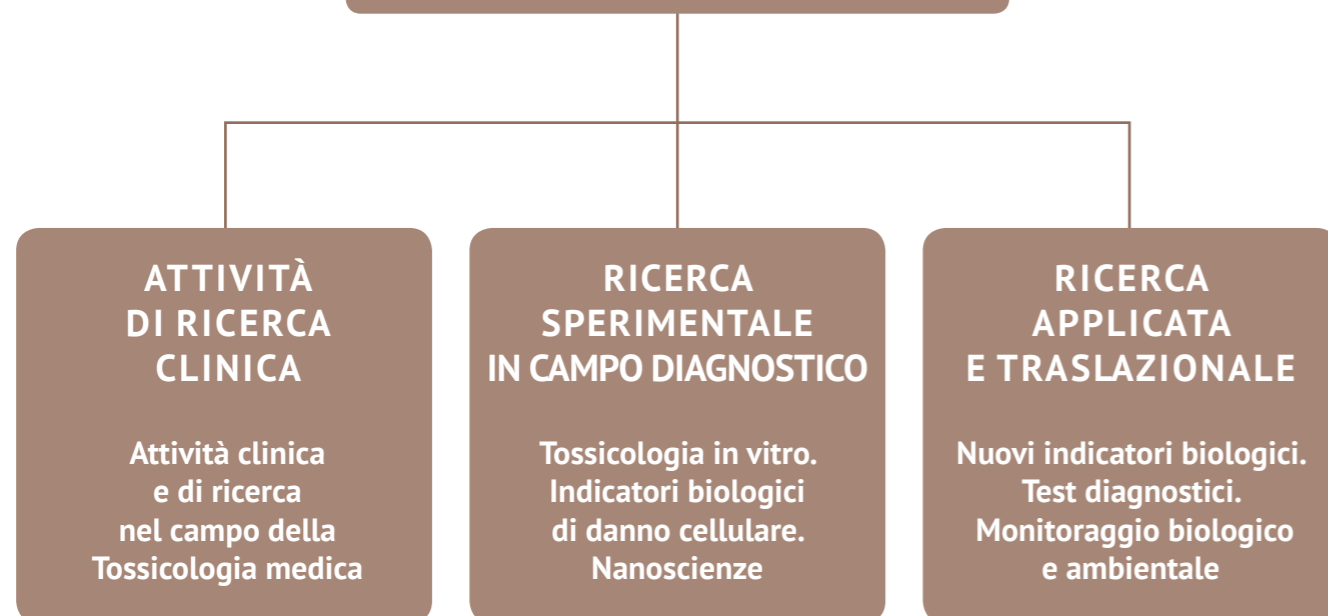 ATTIVITÀ
DI RICERCA
CLINICA
Attività clinica
e di ricerca
nel campo della
Tossicologia medica
RICERCA
SPERIMENTALE
IN CAMPO DIAGNOSTICO
Tossicologia in vitro.
Indicatori biologici
di danno cellulare.
Nanoscienze
RICERCA
APPLICATA
E TRASLAZIONALE
Nuovi indicatori biologici.
Test diagnostici.
Monitoraggio biologico
e ambientale